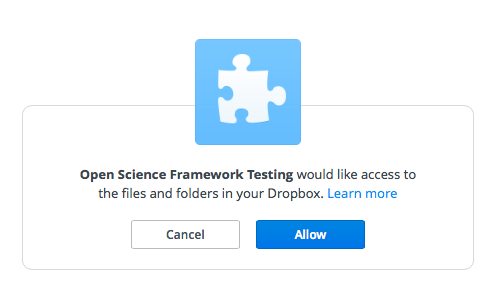 Open Science Framework Testing would like access to
the files and folders in your Dropbox. Learn more
Cancel
Allow